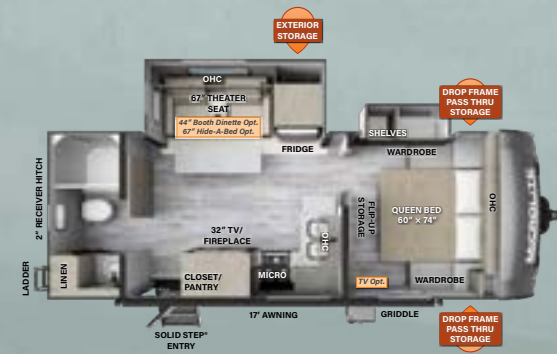 EXTERIOR
STORAGE
OHC
67" THEATER
SEAT
44" Booth Dinette Opt.
67" Hide-A-Bed Opt.
FRIDGE
DROP FRAME
PASS THRU
STORAGE
SHELVES
WARDROBE
2" RECEIVER HITCH
32" TV/
FIREPLACE
OHC
FLIP-UP
STORAGE
QUEEN BED
60" × 74"
OHC
LADDER
LINEN
CLOSET/
PANTRY
MICRO
TV Opt.
WARDROBE
17' AWNING
GRIDDLE
SOLID STEP®
ENTRY
DROP FRAME
PASS THRU
STORAGE